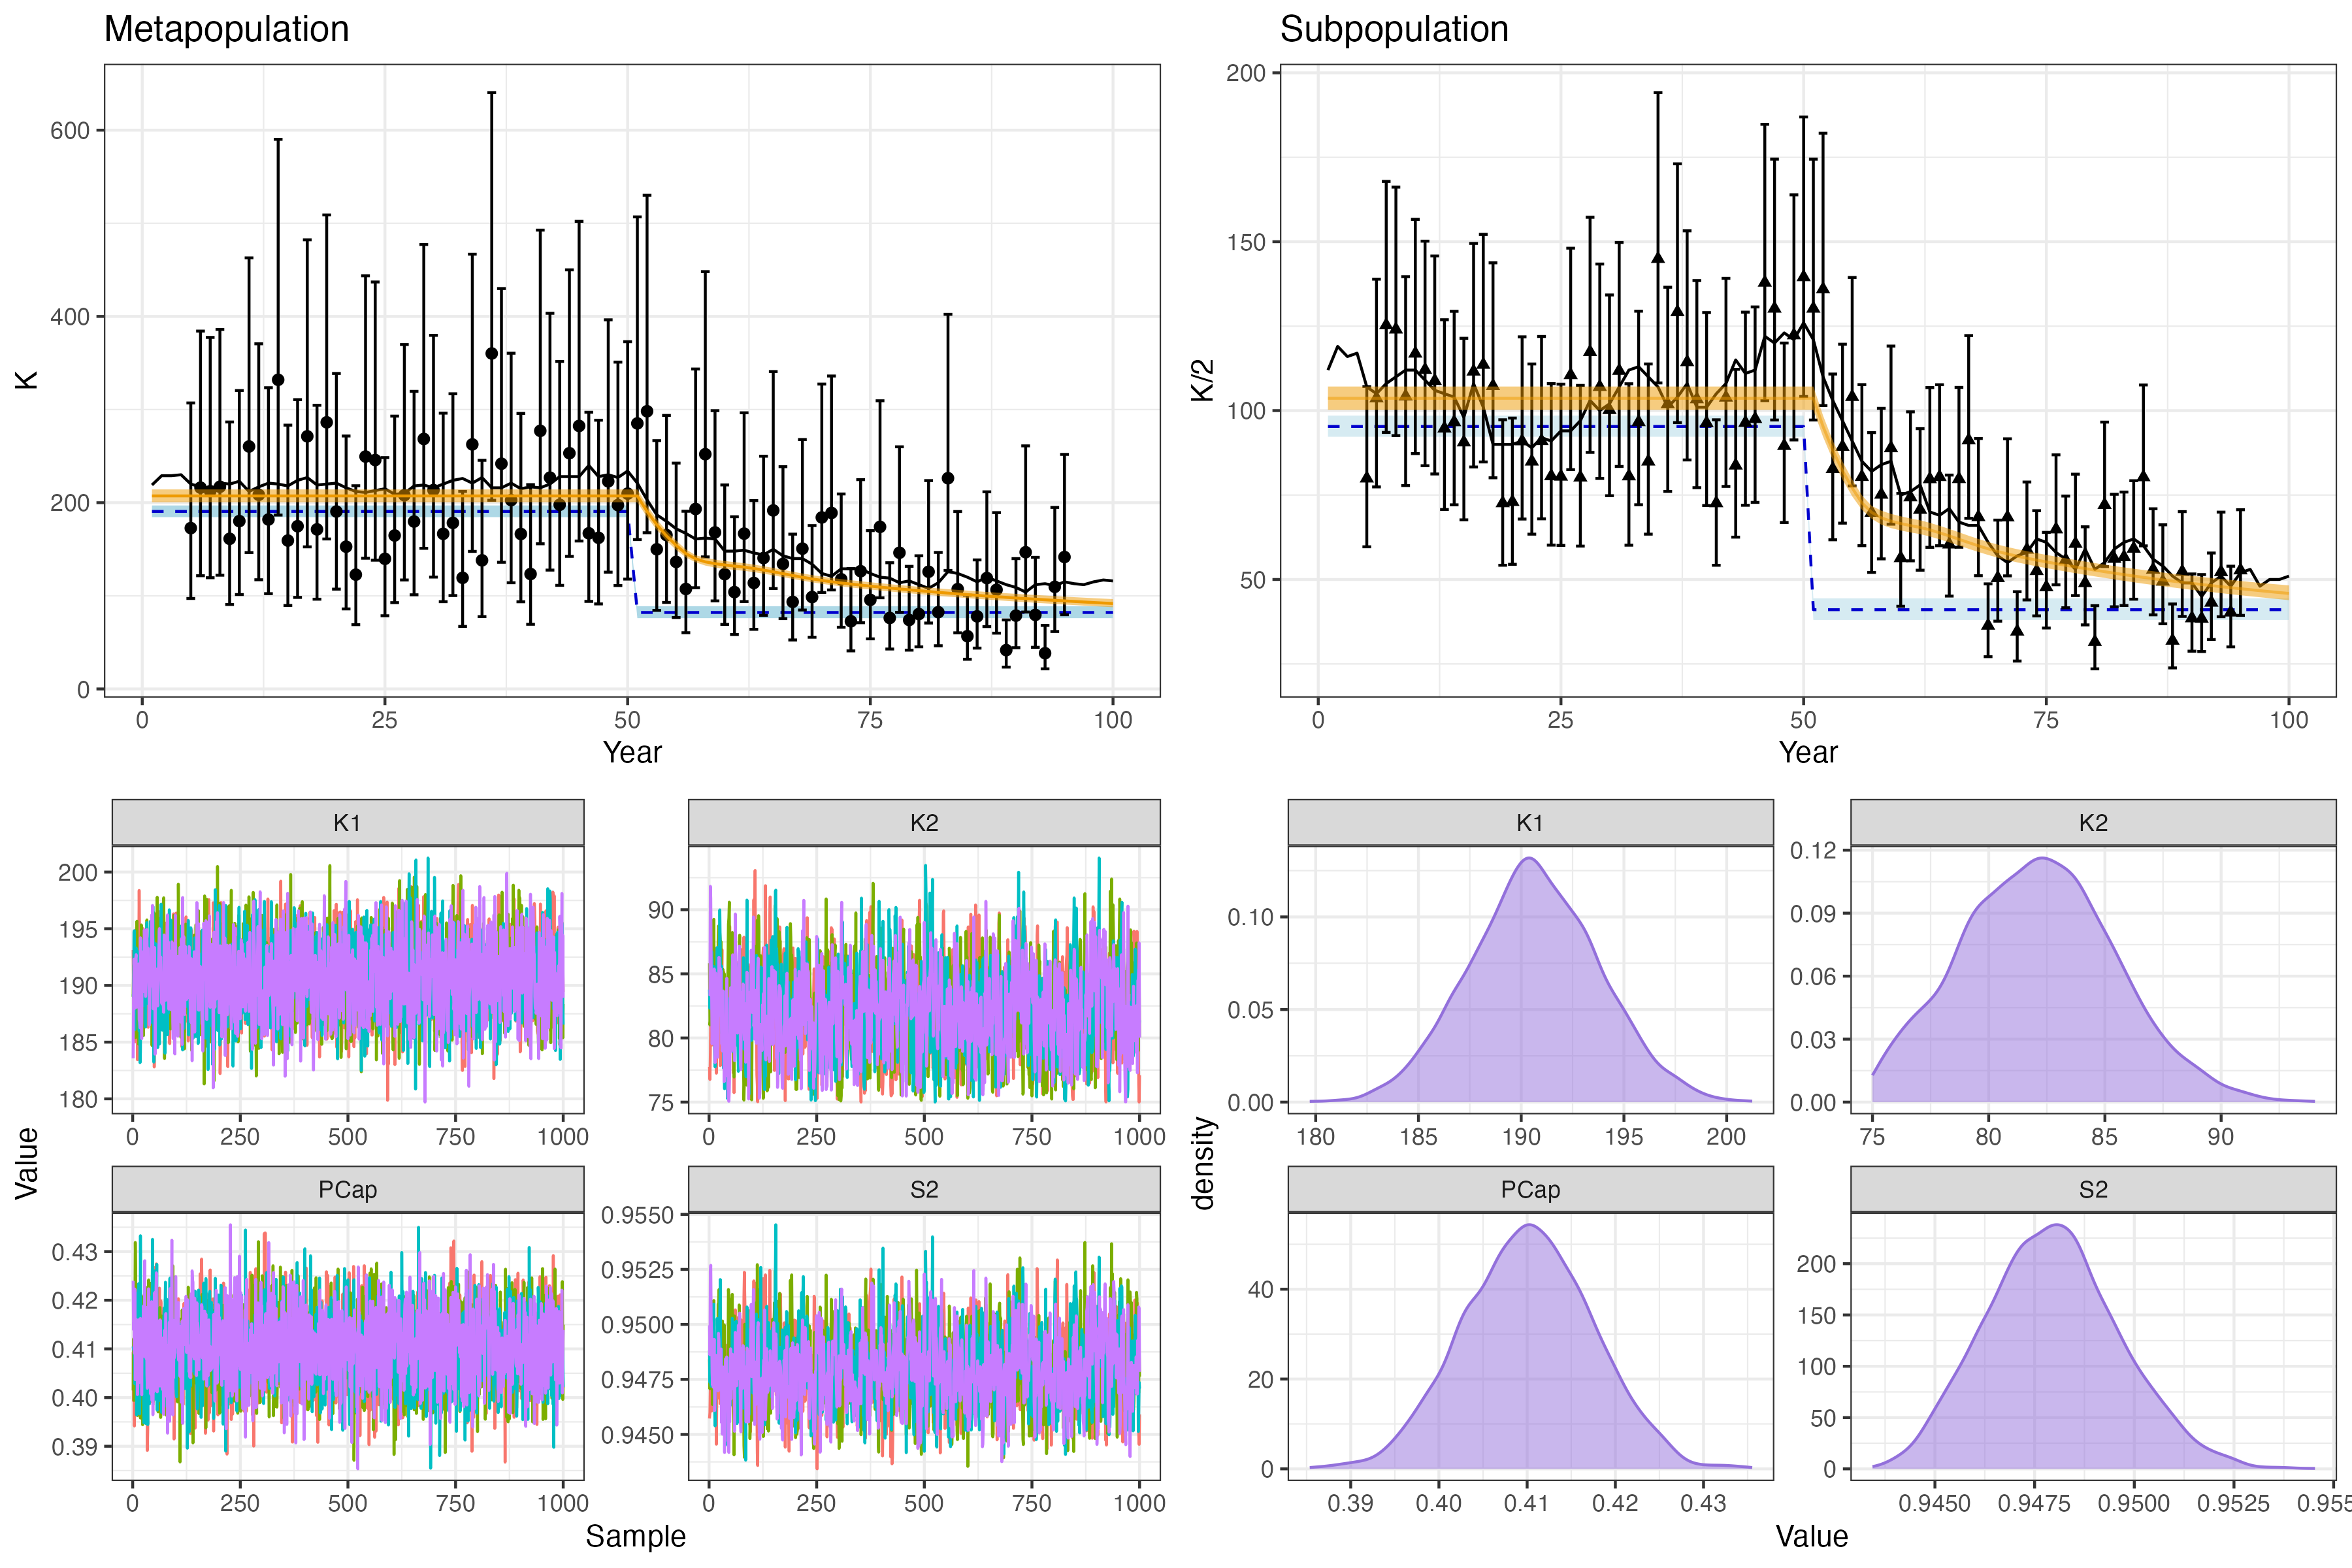 Metapopulation
Subpopulation
600
400
200
0
K
0 25 50 75 100
Year
200
150
100
50
K/2
0 25 50 75 100
Year
K1
K2
200
195
190
185
180
90
85
80
75
0 250 500 750 1000
0 250 500 750 1000
PCap
S2
0.43
0.42
0.41
0.40
0.39
0.9550
0.9525
0.9500
0.9475
0.9450
0 250 500 750 1000
0 250 500 750 1000
Value
Sample
K1
K2
0.10
0.05
0.00
0.12
0.09
0.06
0.03
0.00
180 185 190 195 200
75 80 85 90
PCap
S2
40
20
0
200
150
100
50
0
0.39 0.40 0.41 0.42 0.43
0.9450 0.9475 0.9500 0.9525 0.955
density
Value